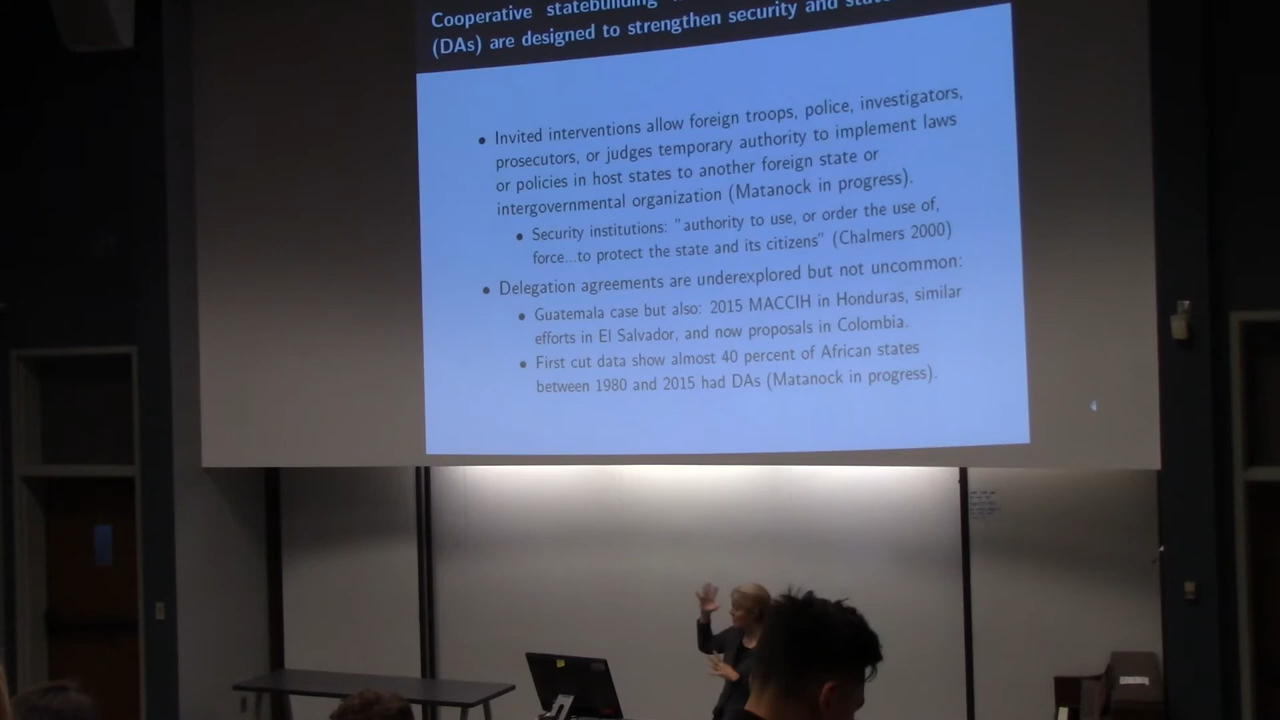 Cooperative statebuilding
(DAs) are designed to strengthen security and state
• Invited interventions allow foreign troops, police, investigators,
prosecutors, or judges temporary authority to implement laws
or policies in host states to another foreign state or
intergovernmental organization (Matanock in progress).
• Security institutions: "authority to use, or order the use of,
force...to protect the state and its citizens" (Chalmers 2000)
• Delegation agreements are underexplored but not uncommon:
• Guatemala case but also: 2015 MACCIH in Honduras, similar
efforts in El Salvador, and now proposals in Colombia.
• First cut data show almost 40 percent of African states
between 1980 and 2015 had DAs (Matanock in progress).